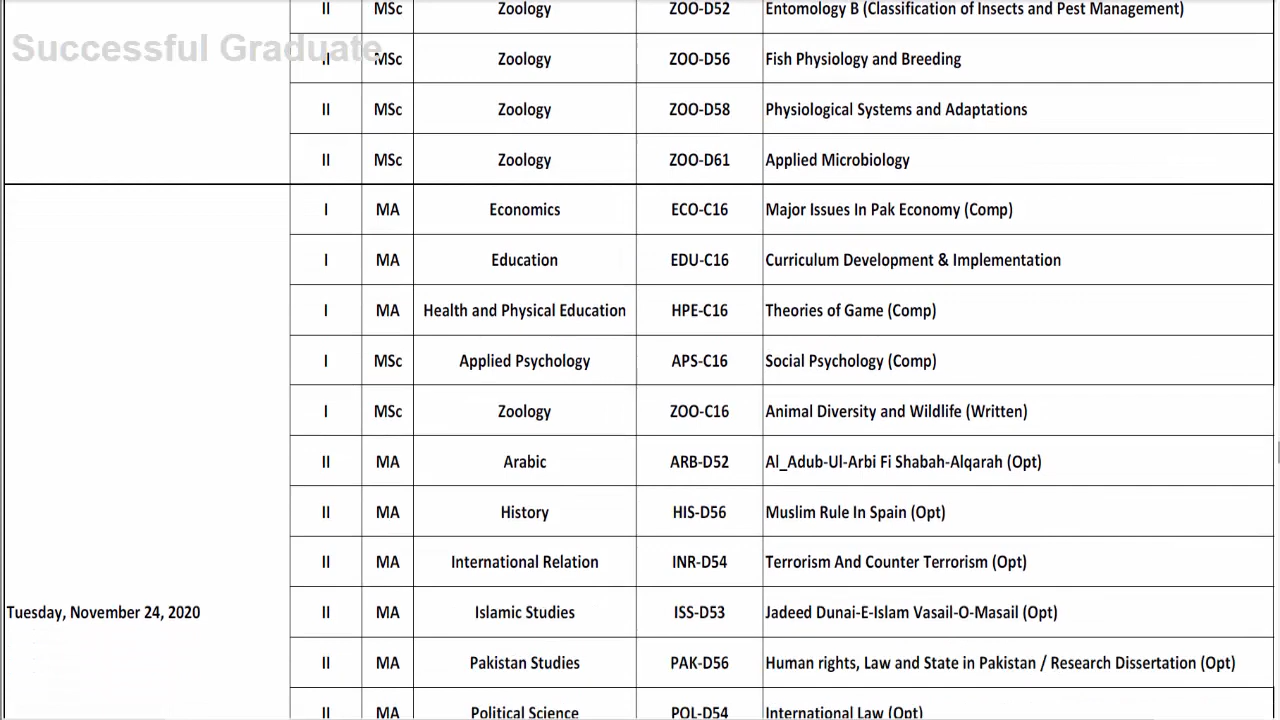 II MSc Zoology ZOO-D52 Entomology B (Classification of Insects and Pest Management)
Successful Graduate
II MSc Zoology ZOO-D56 Fish Physiology and Breeding
II MSc Zoology ZOO-D58 Physiological Systems and Adaptations
II MSc Zoology ZOO-D61 Applied Microbiology
I MA Economics ECO-C16 Major Issues In Pak Economy (Comp)
I MA Education EDU-C16 Curriculum Development & Implementation
I MA Health and Physical Education HPE-C16 Theories of Game (Comp)
I MSc Applied Psychology APS-C16 Social Psychology (Comp)
I MSc Zoology ZOO-C16 Animal Diversity and Wildlife (Written)
II MA Arabic ARB-D52 Al_Adub-Ul-Arbi Fi Shabah-Alqarah (Opt)
II MA History HIS-D56 Muslim Rule In Spain (Opt)
II MA International Relation INR-D54 Terrorism And Counter Terrorism (Opt)
Tuesday, November 24, 2020 II MA Islamic Studies ISS-D53 Jadeed Dunai-E-Islam Vasail-O-Masail (Opt)
II MA Pakistan Studies PAK-D56 Human rights, Law and State in Pakistan / Research Dissertation (Opt)
II MA Political Science POL-D54 International Law (Opt)